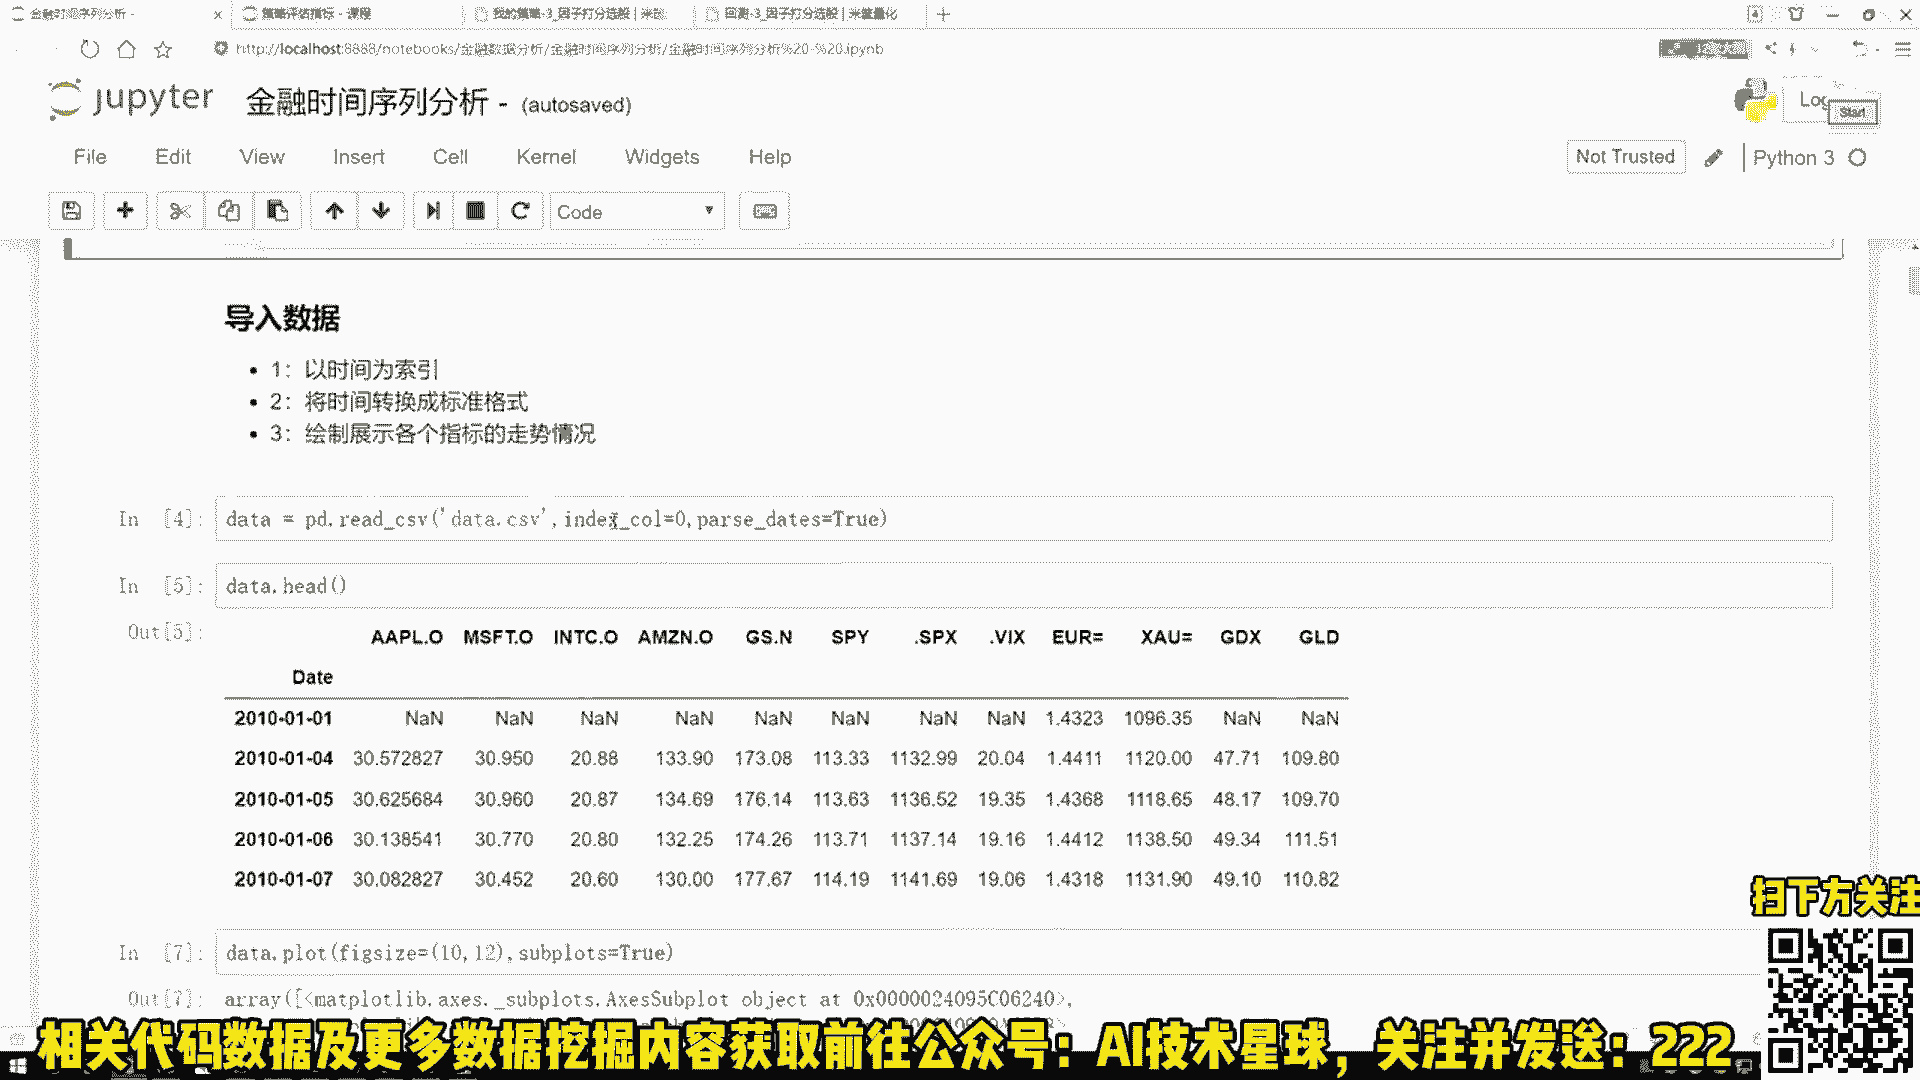 金融时间序列分析 -
策略评估指标 - 课程
我的策略-3_因子打分选股 | 米筐
回测-3_因子打分选股 | 米筐量化
http://localhost:8888/notebooks/金融数据分析/金融时间序列分析/金融时间序列分析%20-%20.ipynb
jupyter
金融时间序列分析 - (autosaved)
Start
File Edit View Insert Cell Kernel Widgets Help
Not Trusted
Python 3
Code
导入数据
1：以时间为索引
2：将时间转换成标准格式
3：绘制展示各个指标的走势情况
In [4]: data = pd.read_csv('data.csv',index_col=0,parse_dates=True)
In [5]: data.head()
Out[5]:
AAPL.O MSFT.O INTC.O AMZN.O GS.N SPY .SPX .VIX EUR= XAU= GDX GLD
Date
2010-01-01 NaN NaN NaN NaN NaN NaN NaN NaN 1.4323 1096.35 NaN NaN
2010-01-04 30.572827 30.950 20.88 133.90 173.08 113.33 1132.99 20.04 1.4411 1120.00 47.71 109.80
2010-01-05 30.625684 30.960 20.87 134.69 176.14 113.63 1136.52 19.35 1.4368 1118.65 48.17 109.70
2010-01-06 30.138541 30.770 20.80 132.25 174.26 113.71 1137.14 19.16 1.4412 1138.50 49.34 111.51
2010-01-07 30.082827 30.452 20.60 130.00 177.67 114.19 1141.69 19.06 1.4318 1131.90 49.10 110.82
In [7]: data.plot(figsize=(10,12),subplots=True)
Out[7]: array([<matplotlib.axes._subplots.AxesSubplot object at 0x0000024095C06240>,
扫下方关注
相关代码数据及更多数据挖掘内容获取前往公众号：AI技术星球，关注并发送：222